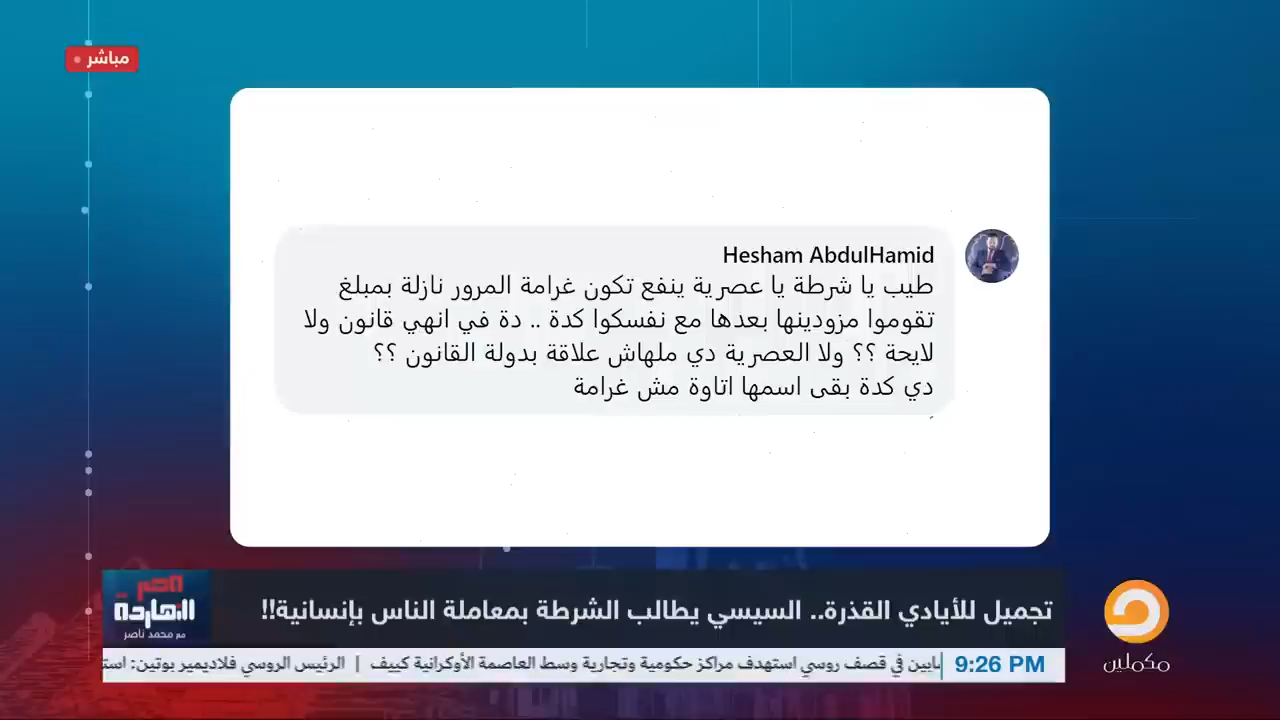 مباشر
Hesham AbdulHamid
طيب يا شرطة يا عصرية ينفع تكون غرامة المرور نازلة بمبلغ
تقوموا مزودينها بعدها مع نفسكوا كدة .. دة في انهي قانون ولا
لايحة ؟؟ ولا العصرية دي ملهاش علاقة بدولة القانون ؟؟
دي كدة بقى اسمها اتاوة مش غرامة
تجميل للأيادي القذرة.. السيسي يطالب الشرطة بمعاملة الناس بإنسانية!!
مصر
النهاردة
مع محمد ناصر
9:26 PM
في قصف روسي استهدف مراكز حكومية وتجارية وسط العاصمة الأوكرانية كييف | الرئيس الروسي فلاديمير بوتين:
مكملين